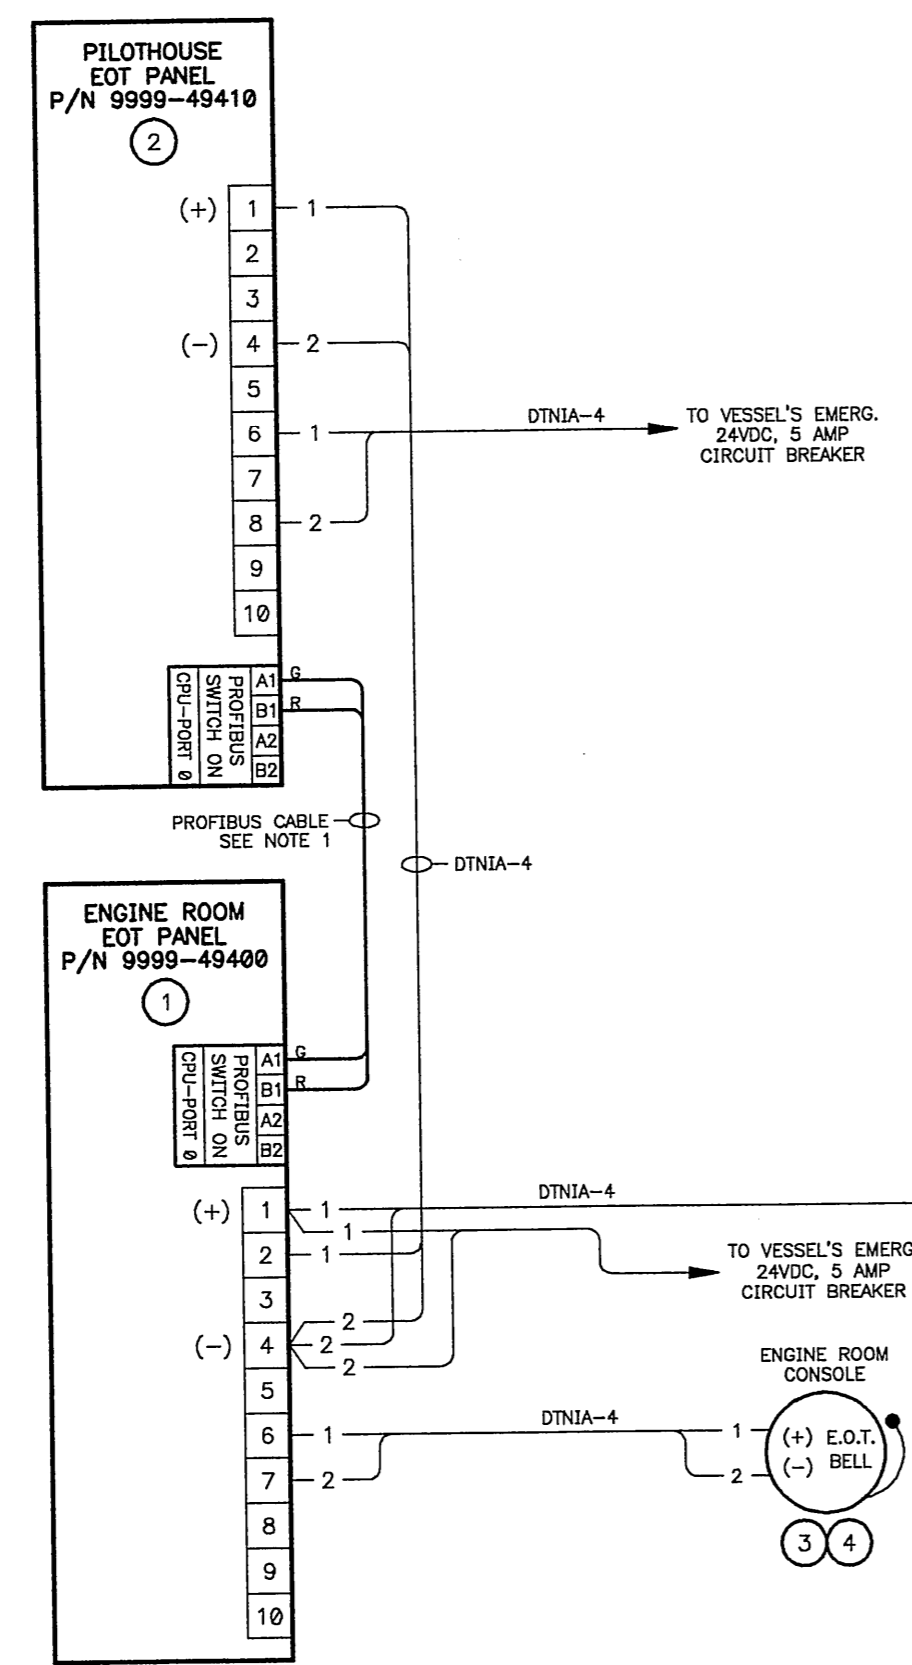 PILOTHOUSE
EOT PANEL
P/N 9999-49410
2
(+) 1 1
2
3
(-) 4 2
5
6 1
DTNIA-4
TO VESSEL'S EMERG.
24VDC, 5 AMP
CIRCUIT BREAKER
7
8 2
9
10
CPU-PORT 0
SWITCH ON
PROFIBUS
A1 G
B1 R
A2
B2
PROFIBUS CABLE
SEE NOTE 1
DTNIA-4
ENGINE ROOM
EOT PANEL
P/N 9999-49400
1
CPU-PORT 0
SWITCH ON
PROFIBUS
A1 G
B1 R
A2
B2
(+) 1 1
1
DTNIA-4
2 1
TO VESSEL'S EMERG
24VDC, 5 AMP
CIRCUIT BREAKER
3
2
(-) 4 2
2
5
6 1
DTNIA-4
7 2
8
9
10
ENGINE ROOM
CONSOLE
1 (+) E.O.T.
2 (-) BELL
3 4